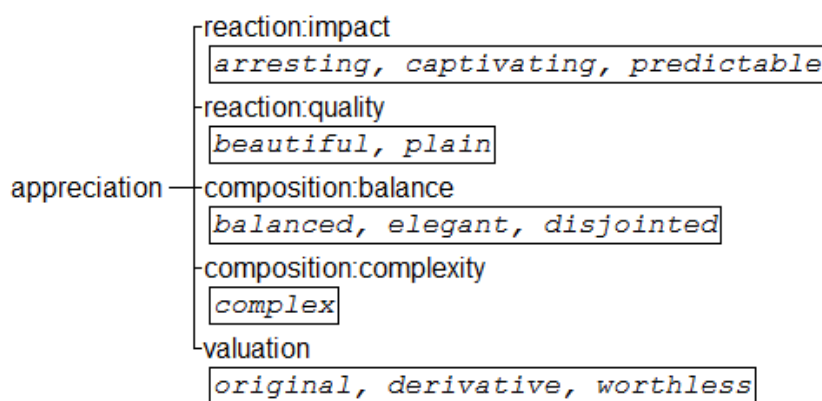 reaction:impact
arresting, captivating, predictable
reaction:quality
beautiful, plain
appreciation
composition:balance
balanced, elegant, disjointed
composition:complexity
complex
valuation
original, derivative, worthless